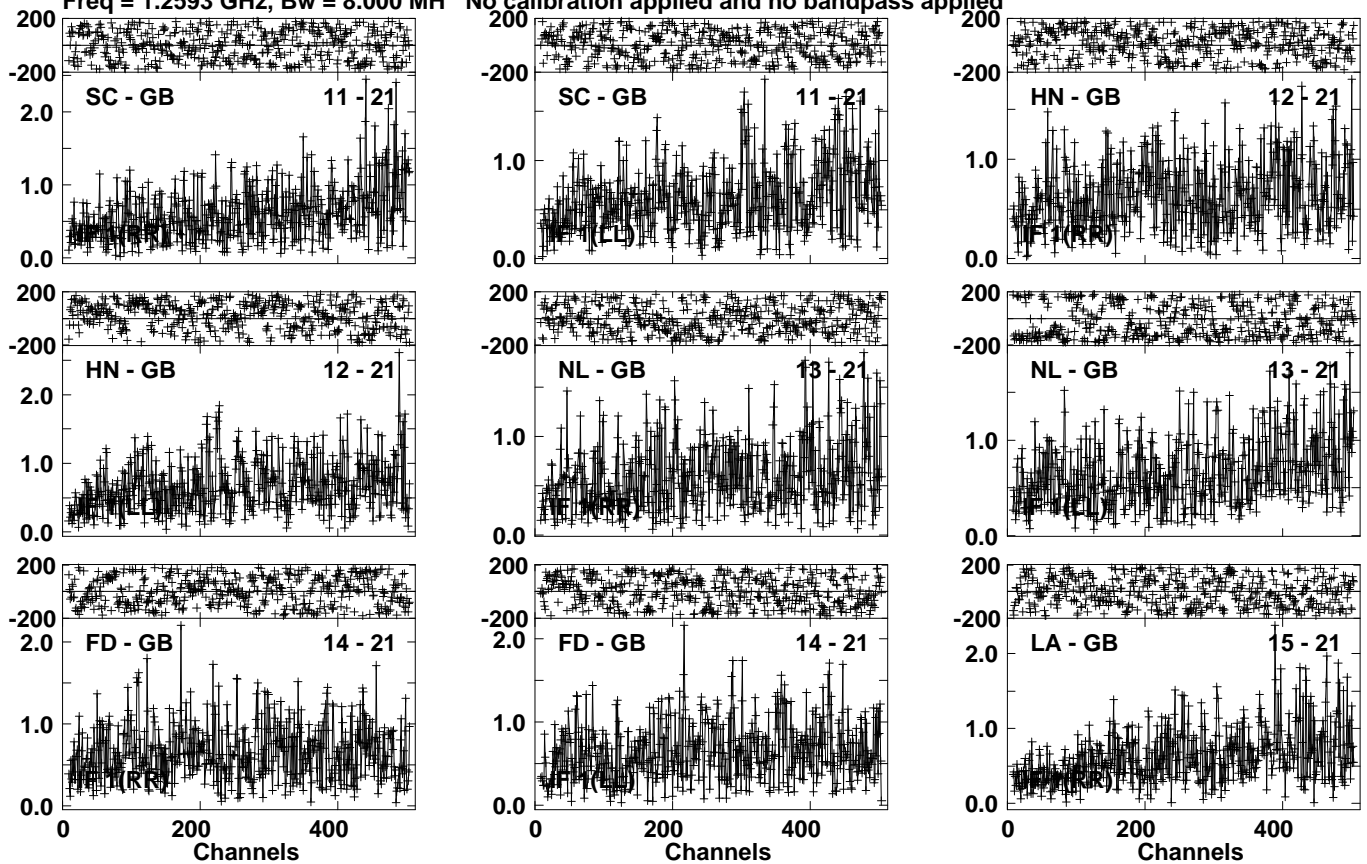 Freq = 1.2593 GHz, Bw = 8.000 MH No calibration applied and no bandpass applied
200
-200
SC - GB 11 - 21
2.0
1.0
0.0
IF 1(RR)
SC - GB 11 - 21
1.0
0.0
IF 1(LL)
200
-200
HN - GB 12 - 21
1.0
0.0
IF 1(RR)
200
-200
HN - GB 12 - 21
2.0
1.0
0.0
IF 1(LL)
NL - GB 13 - 21
1.0
0.0
IF 1(RR)
200
-200
NL - GB 13 - 21
1.0
0.0
IF 1(LL)
200
-200
FD - GB 14 - 21
2.0
1.0
0.0
IF 1(RR)
0 200 400
Channels
FD - GB 14 - 21
2.0
1.0
0.0
IF 1(LL)
200 400
Channels
200
-200
LA - GB 15 - 21
2.0
1.0
0.0
IF 1(RR)
0 200 400
Channels